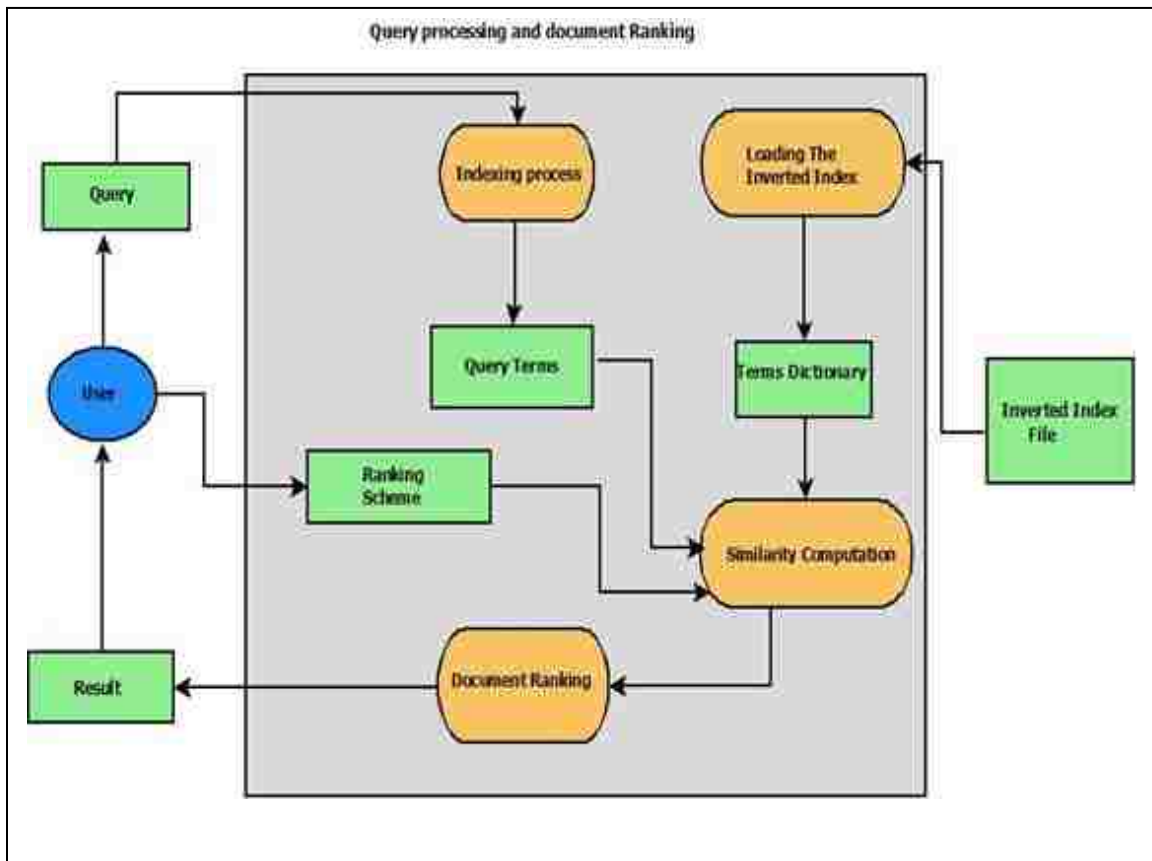 Query processing and document Ranking
Indexing process
Loading The
Inverted Index
Query
Query Terms
Terms Dictionary
User
Inverted Index
File
Ranking
Scheme
Similarity Computation
Document Ranking
Result